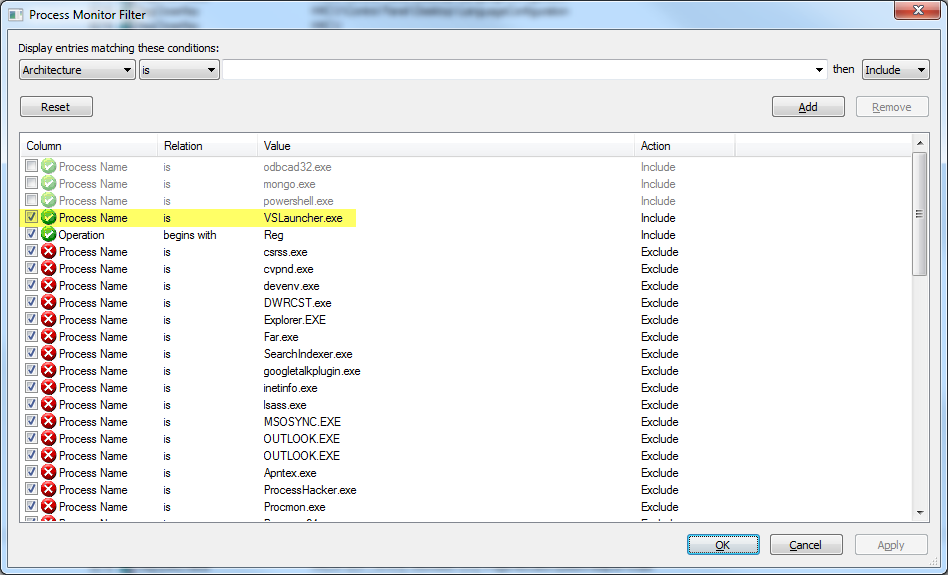 Process Monitor Filter
Display entries matching these conditions:
Architecture is then Include
Reset Add Remove
Column Relation Value Action
Process Name is odbcad32.exe Include
Process Name is mongo.exe Include
Process Name is powershell.exe Include
Process Name is VSLauncher.exe Include
Operation begins with Reg Include
Process Name is csrss.exe Exclude
Process Name is cvpnd.exe Exclude
Process Name is devenv.exe Exclude
Process Name is DWRCST.exe Exclude
Process Name is Explorer.EXE Exclude
Process Name is Far.exe Exclude
Process Name is SearchIndexer.exe Exclude
Process Name is googletalkplugin.exe Exclude
Process Name is inetinfo.exe Exclude
Process Name is lsass.exe Exclude
Process Name is MSOSYNC.EXE Exclude
Process Name is OUTLOOK.EXE Exclude
Process Name is OUTLOOK.EXE Exclude
Process Name is Apntex.exe Exclude
Process Name is ProcessHacker.exe Exclude
Process Name is Procmon.exe Exclude
OK Cancel Apply